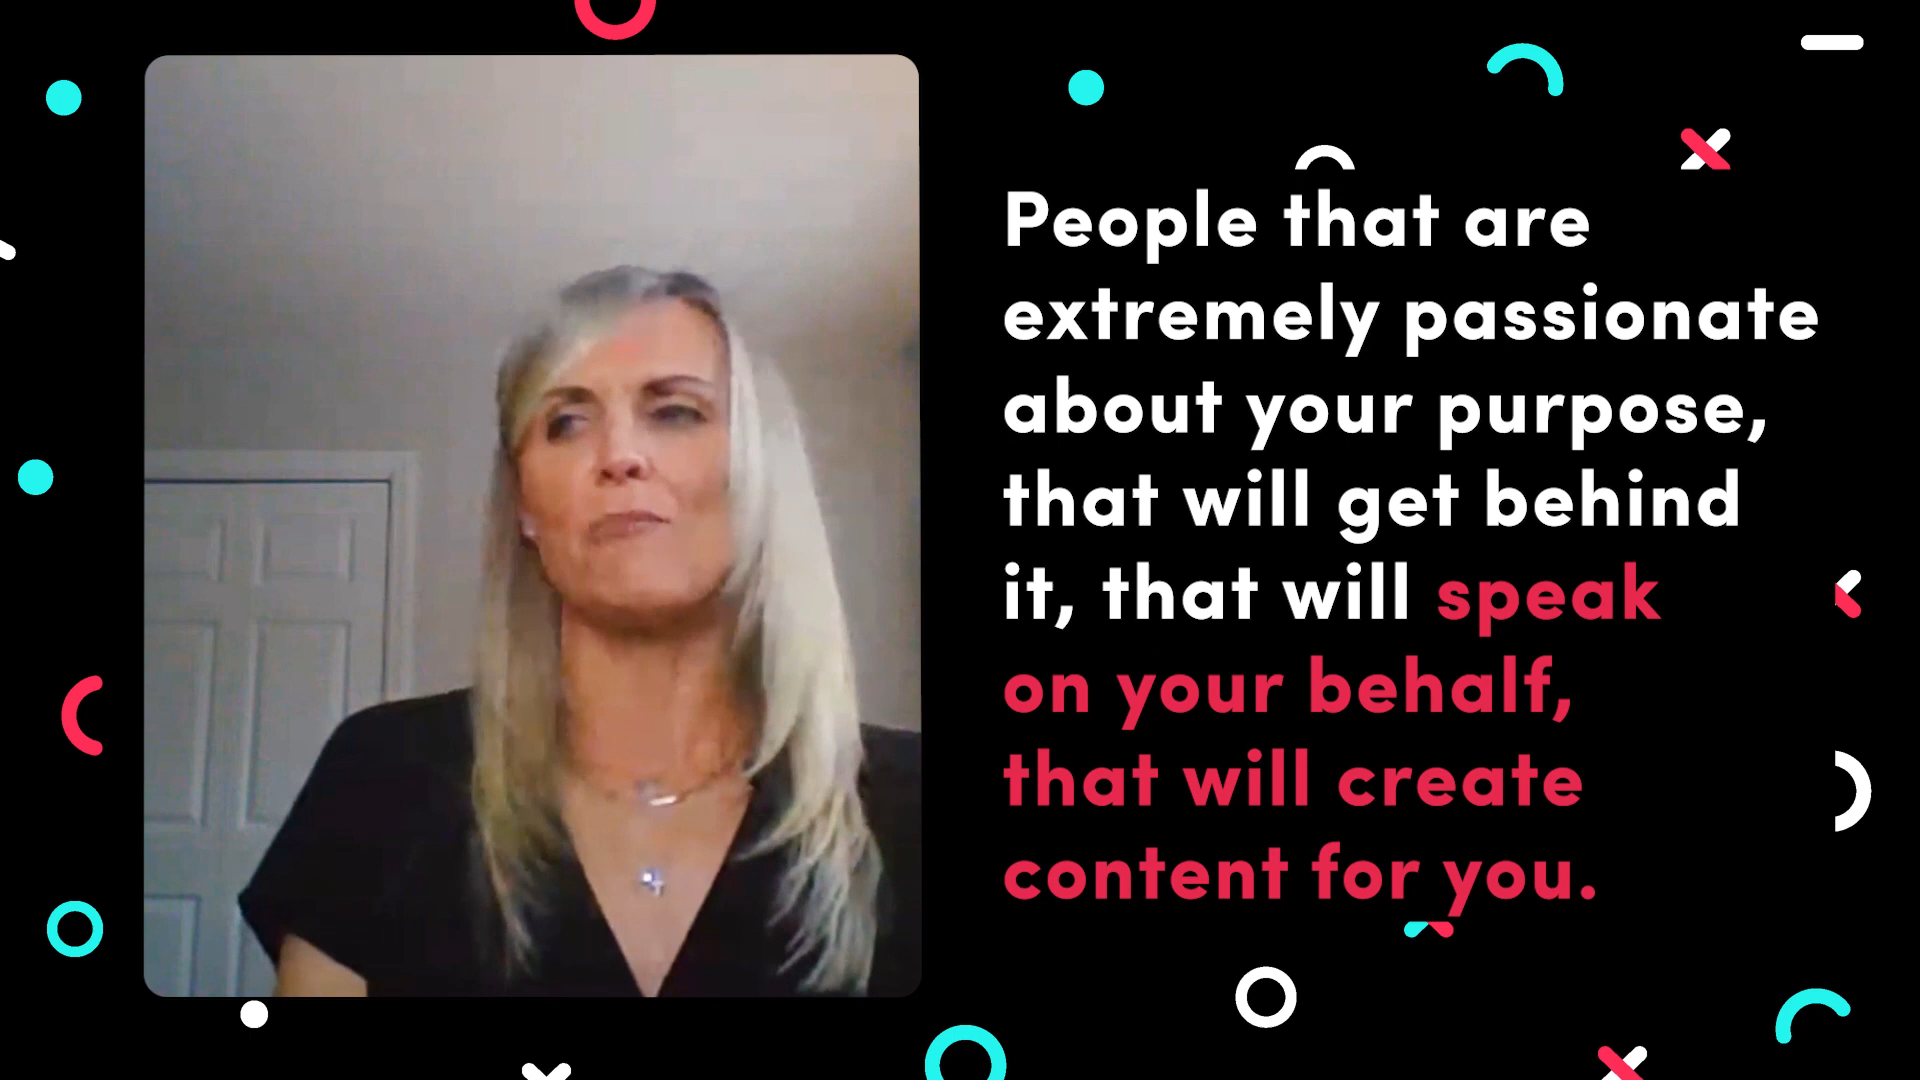 People that are
extremely passionate
about your purpose,
that will get behind
it, that will speak
on your behalf,
that will create
content for you.